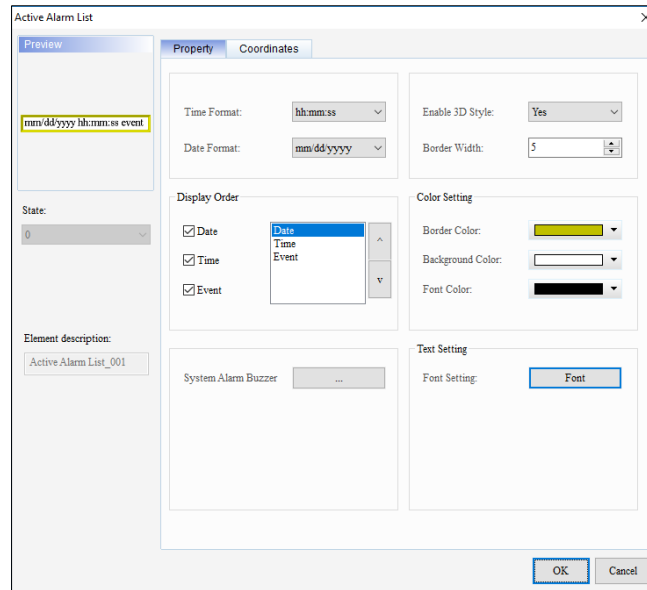 Active Alarm List
Preview
mm/dd/yyyy hh:mm:ss event
State:
0
Element description:
Active Alarm List_001
Property
Coordinates
Time Format:
hh:mm:ss
Date Format:
mm/dd/yyyy
Enable 3D Style:
Yes
Border Width:
5
Display Order
Date
Time
Event
Date
Time
Event
^
v
Color Setting
Border Color:
Background Color:
Font Color:
System Alarm Buzzer
...
Text Setting
Font Setting:
Font
OK
Cancel